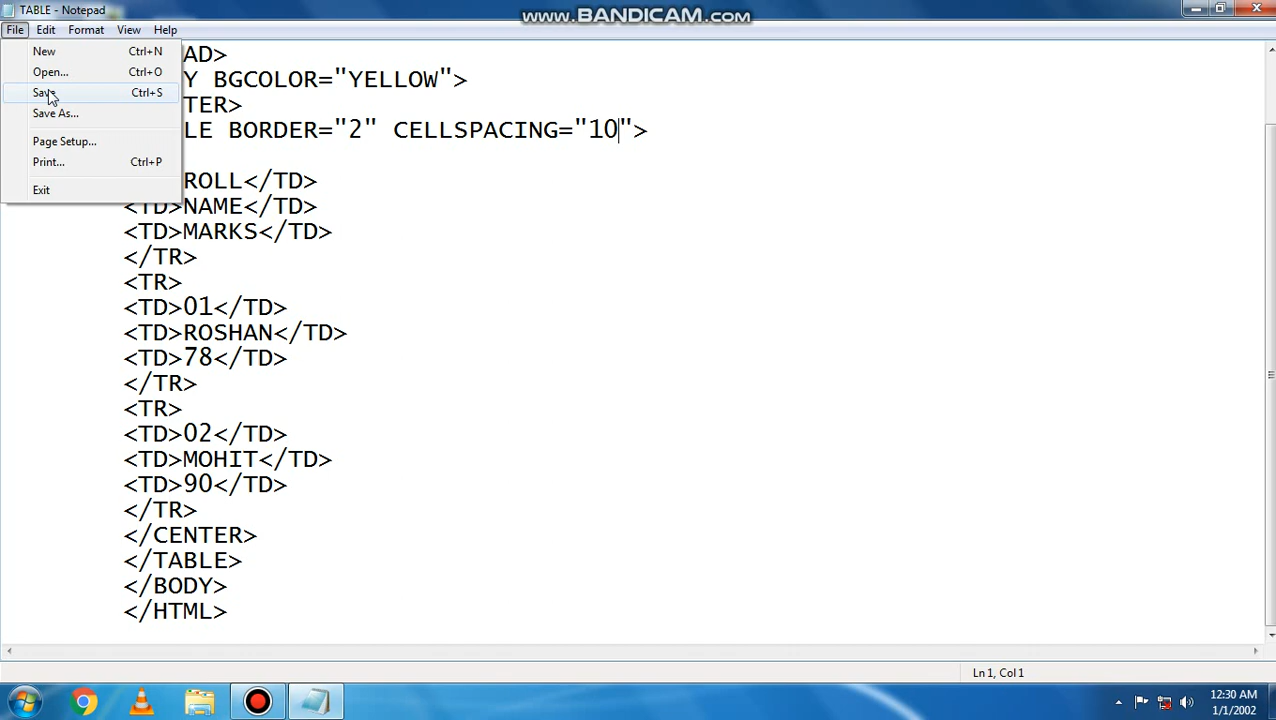 TABLE - Notepad
www.BANDICAM.com
File Edit Format View Help
New Ctrl+N
Open... Ctrl+O
Save Ctrl+S
Save As...
Page Setup...
Print... Ctrl+P
Exit
AD>
Y BGCOLOR="YELLOW">
TER>
LE BORDER="2" CELLSPACING="10">
ROLL</TD>
<TD>NAME</TD>
<TD>MARKS</TD>
</TR>
<TR>
<TD>01</TD>
<TD>ROSHAN</TD>
<TD>78</TD>
</TR>
<TR>
<TD>02</TD>
<TD>MOHIT</TD>
<TD>90</TD>
</TR>
</CENTER>
</TABLE>
</BODY>
</HTML>
Ln 1, Col 1
12:30 AM
1/1/2002